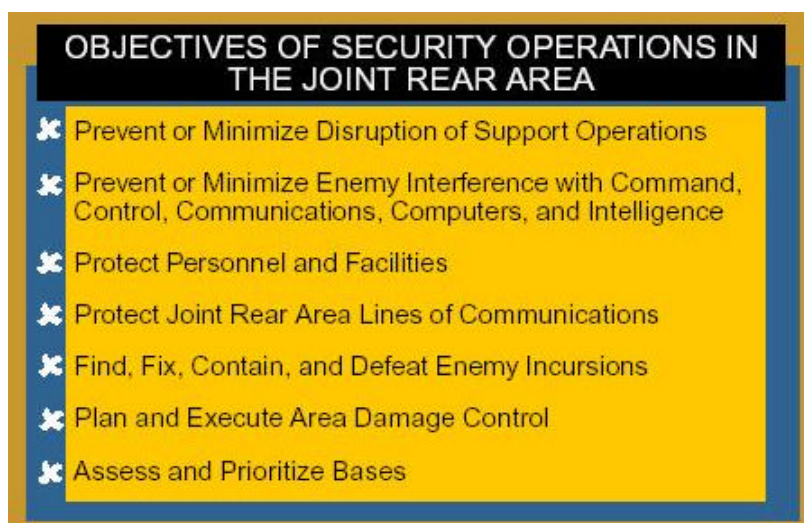 OBJECTIVES OF SECURITY OPERATIONS IN
THE JOINT REAR AREA
Prevent or Minimize Disruption of Support Operations
Prevent or Minimize Enemy Interference with Command,
Control, Communications, Computers, and Intelligence
Protect Personnel and Facilities
Protect Joint Rear Area Lines of Communications
Find, Fix, Contain, and Defeat Enemy Incursions
Plan and Execute Area Damage Control
Assess and Prioritize Bases